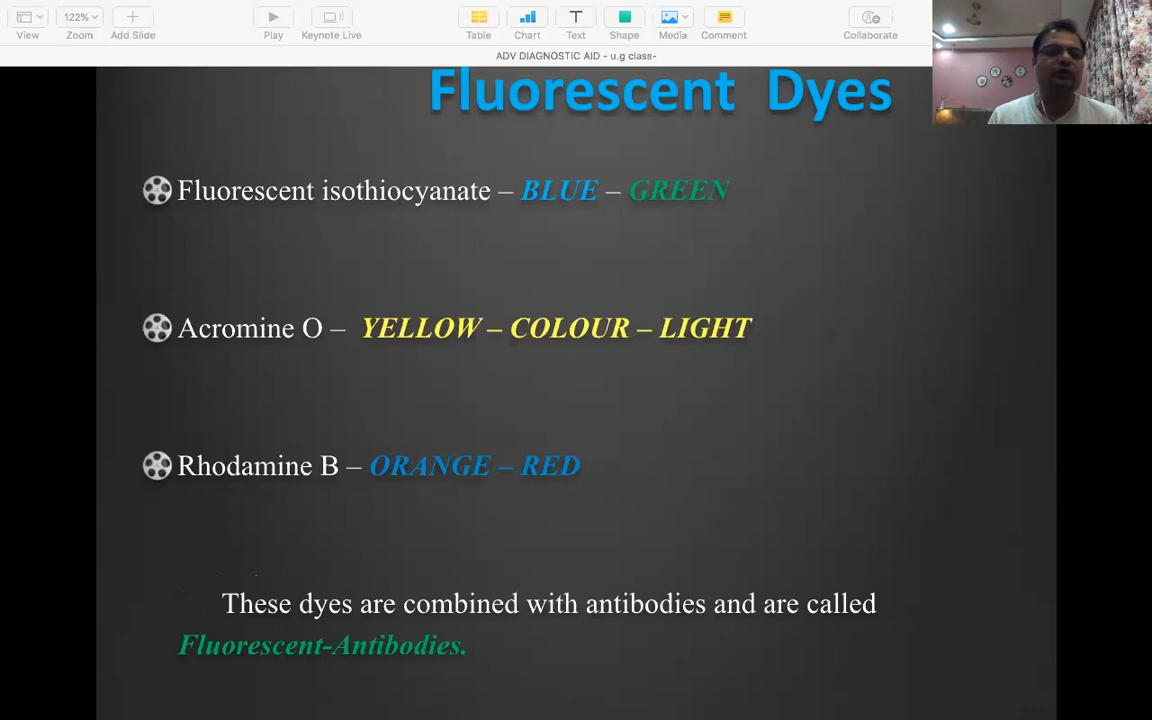 122%
View
Zoom
Add Slide
Play
Keynote Live
Table
Chart
Text
Shape
Media
Comment
Collaborate
ADV DIAGNOSTIC AID - u.g class-
Fluorescent Dyes
Fluorescent isothiocyanate – BLUE – GREEN
Acromine O – YELLOW – COLOUR – LIGHT
Rhodamine B – ORANGE – RED
These dyes are combined with antibodies and are called
Fluorescent-Antibodies.